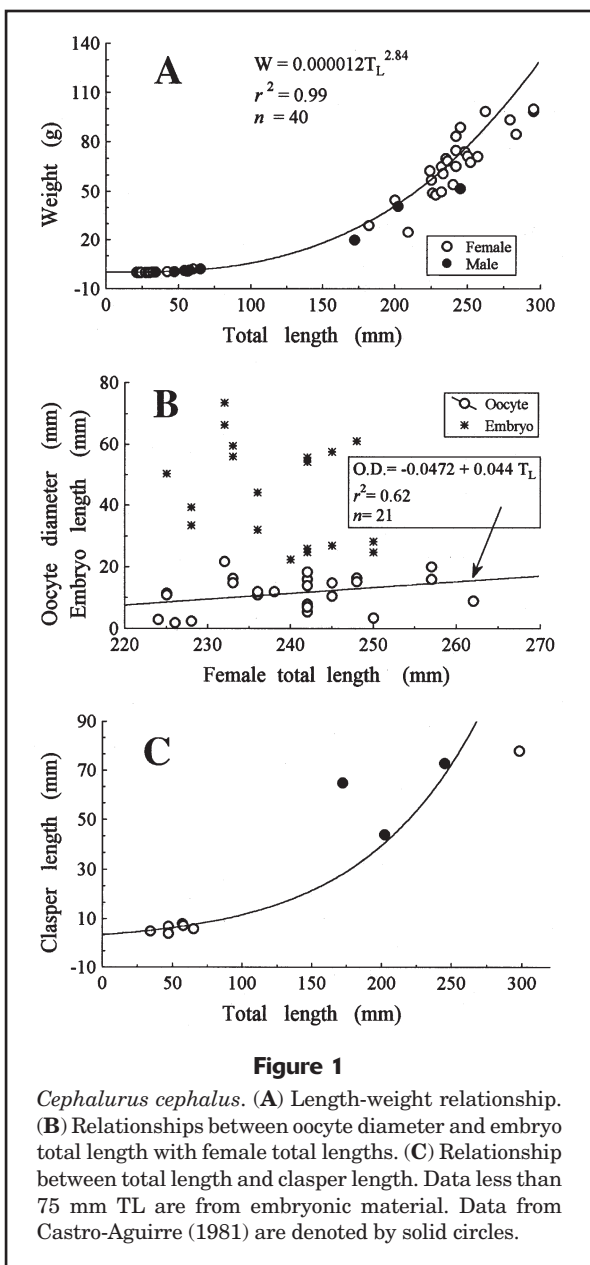 A
W = 0.000012T_L^2.84
r² = 0.99
n = 40
Weight (g)
140
110
80
50
20
-10
Female
Male
0 50 100 150 200 250 300
Total length (mm)
B
Oocyte
Embryo
O.D.= -0.0472 + 0.044 T_L
r²= 0.62
n= 21
Oocyte diameter (mm)
Embryo length (mm)
80
60
40
20
0
220 230 240 250 260 270
Female total length (mm)
C
Clasper length (mm)
90
70
50
30
10
-10
0 50 100 150 200 250 300
Total length (mm)
Figure 1
Cephalurus cephalus. (A) Length-weight relationship.
(B) Relationships between oocyte diameter and embryo
total length with female total lengths. (C) Relationship
between total length and clasper length. Data less than
75 mm TL are from embryonic material. Data from
Castro-Aguirre (1981) are denoted by solid circles.